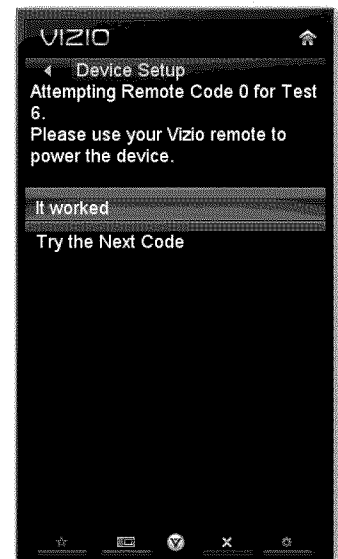 VIZIO
Device Setup
Attempting Remote Code 0 for Test
6.
Please use your Vizio remote to
power the device.
It worked
Try the Next Code